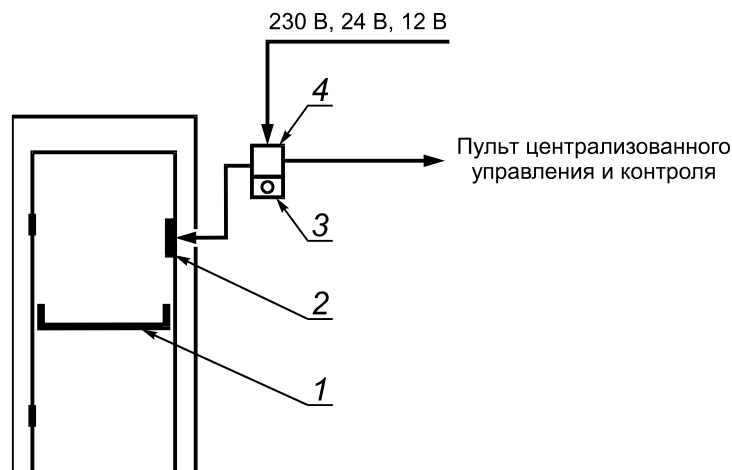 230 В, 24 В, 12 В
4
Пульт централизованного
управления и контроля
3
2
1